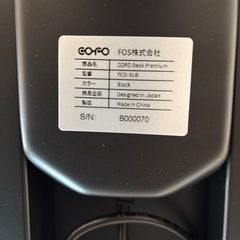 COFO FOS株式会社
商品名 COFO Desk Premium
型番 FCD-XLB
カラー Black
商品企画 Designed in Japan
製造 Made in China
S/N: B000070